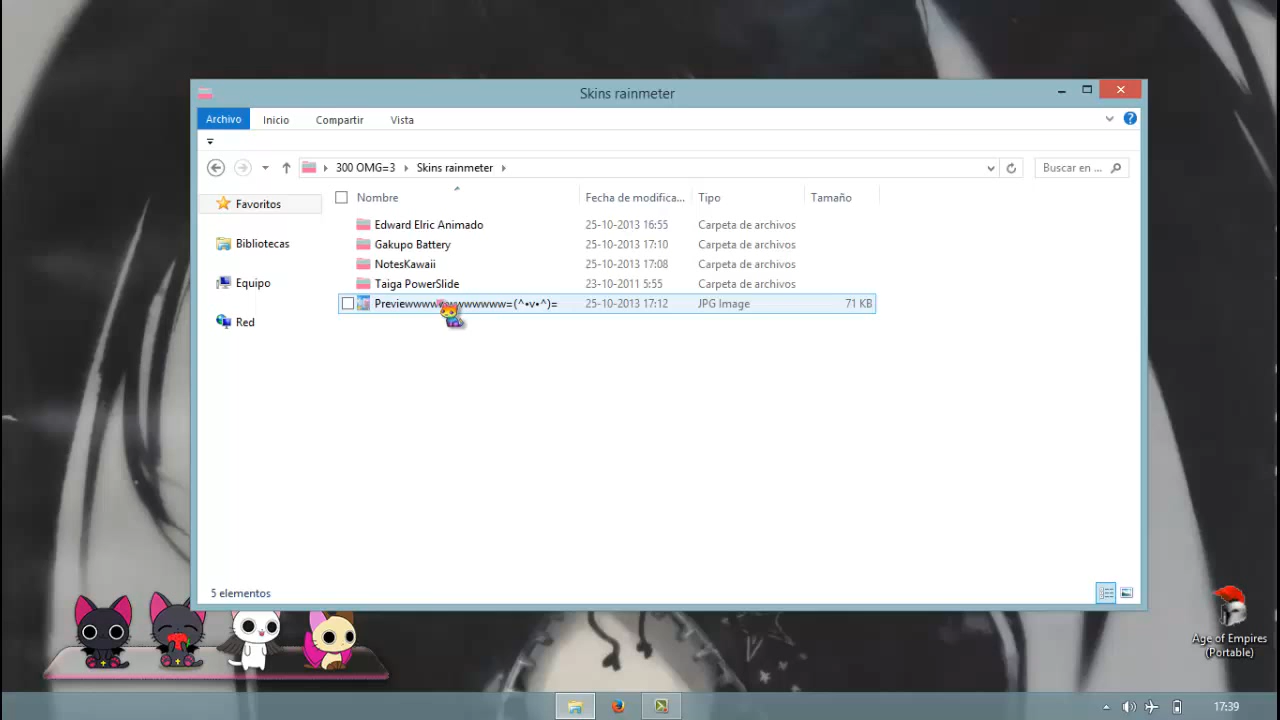 Skins rainmeter
Archivo Inicio Compartir Vista
300 OMG=3 Skins rainmeter Buscar en ...
Nombre Fecha de modifica... Tipo Tamaño
Favoritos
Bibliotecas
Equipo
Red
Edward Elric Animado 25-10-2013 16:55 Carpeta de archivos
Gakupo Battery 25-10-2013 17:10 Carpeta de archivos
NotesKawaii 25-10-2013 17:08 Carpeta de archivos
Taiga PowerSlide 23-10-2011 5:55 Carpeta de archivos
25-10-2013 17:12 JPG Image 71 KB
5 elementos
Age of Empires
(Portable)
17:39